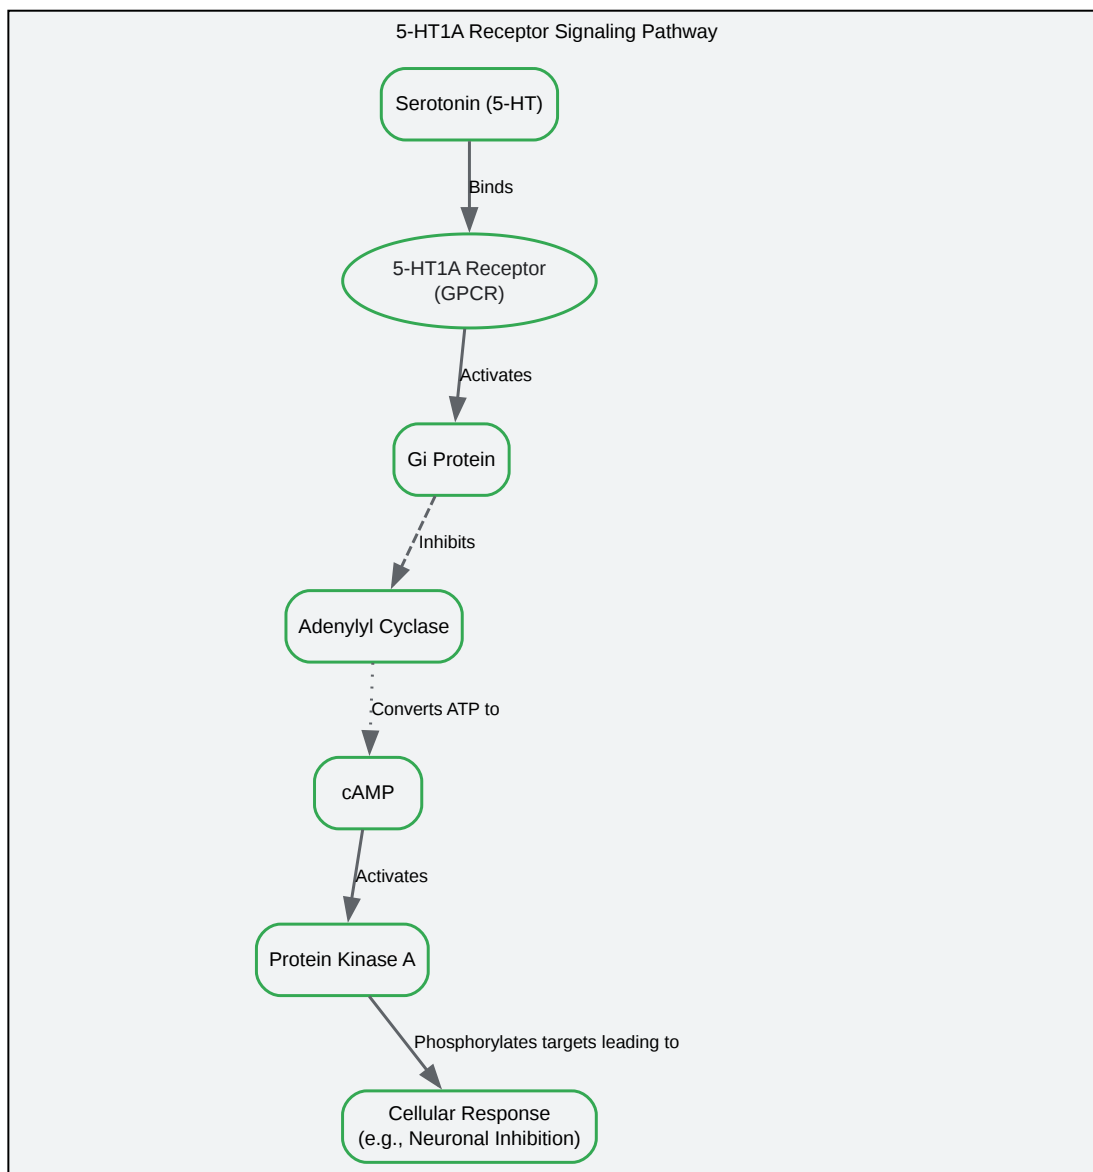 5-HT1A Receptor Signaling Pathway
Serotonin (5-HT)
Binds
5-HT1A Receptor
(GPCR)
Activates
Gi Protein
Inhibits
Adenylyl Cyclase
Converts ATP to
cAMP
Activates
Protein Kinase A
Phosphorylates targets leading to
Cellular Response
(e.g., Neuronal Inhibition)